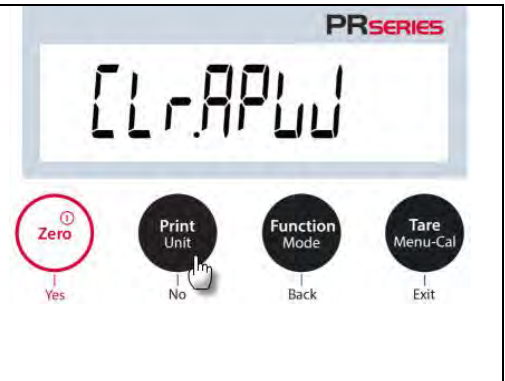 PRSERIES
CLr.APW
Zero
Print
Unit
Function
Mode
Tare
Menu-Cal
Yes
No
Back
Exit